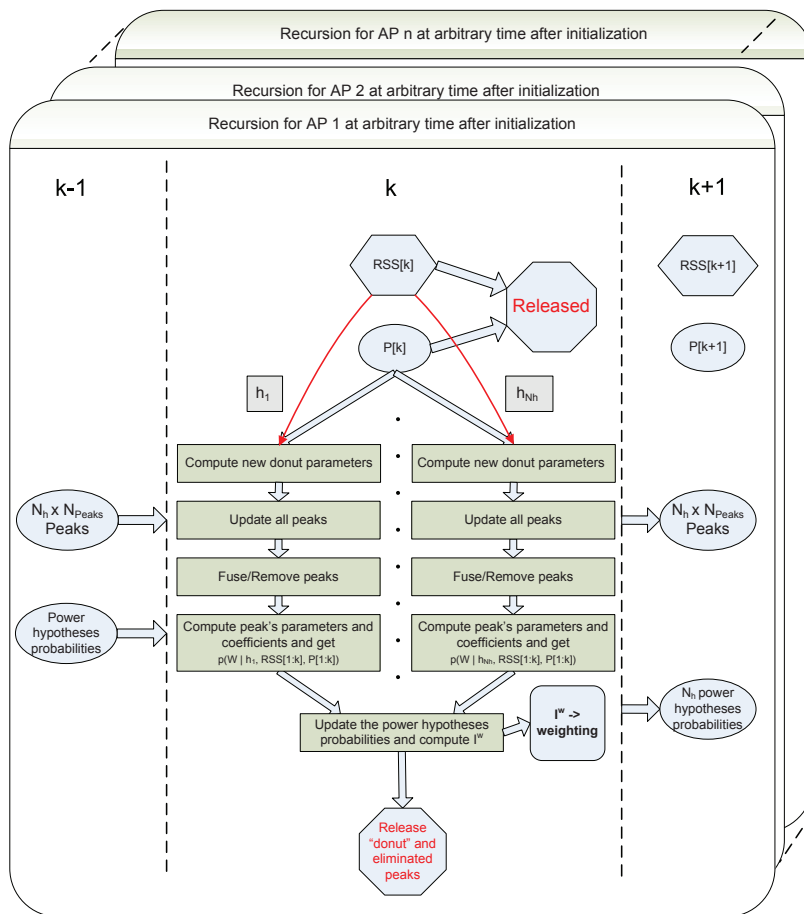 Recursion for AP n at arbitrary time after initialization
Recursion for AP 2 at arbitrary time after initialization
Recursion for AP 1 at arbitrary time after initialization
k-1
k
k+1
RSS[k]
RSS[k+1]
Released
P[k]
P[k+1]
h1
hNh
Compute new donut parameters
Compute new donut parameters
Nh x NPeaks
Peaks
Update all peaks
Update all peaks
Nh x NPeaks
Peaks
Fuse/Remove peaks
Fuse/Remove peaks
Power
hypotheses
probabilities
Compute peak's parameters and
coefficients and get
p(W | h1, RSS[1:k], P[1:k])
Compute peak's parameters and
coefficients and get
p(W | hNh, RSS[1:k], P[1:k])
Nh power
hypotheses
probabilities
Update the power hypotheses
probabilities and compute Iw
Iw ->
weighting
Release
"donut" and
eliminated
peaks